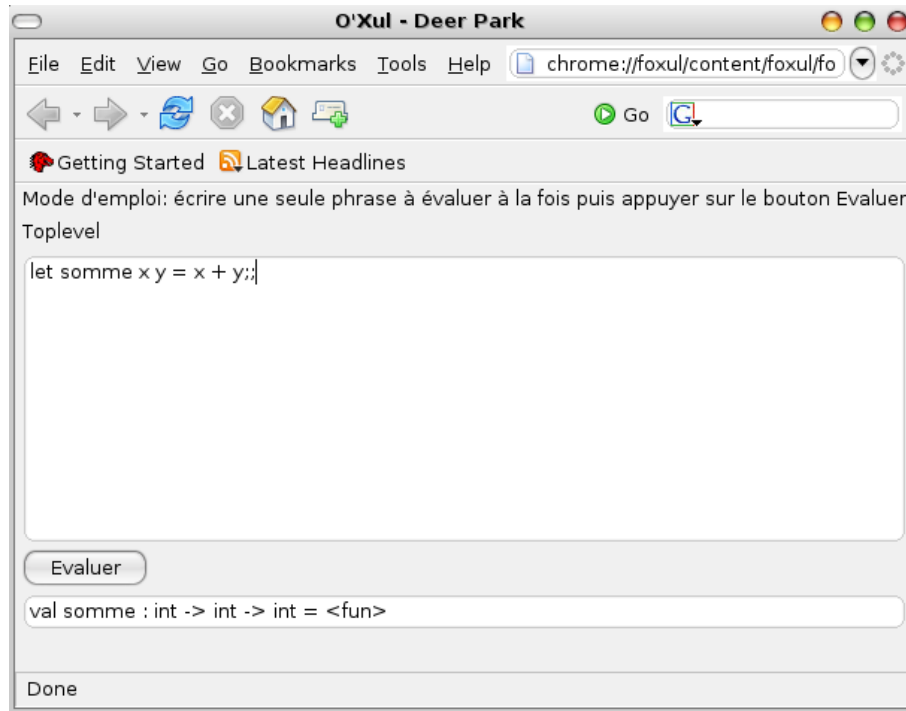 O'Xul - Deer Park
File Edit View Go Bookmarks Tools Help chrome://foxul/content/foxul/fo
Go G
Getting Started Latest Headlines
Mode d'emploi: écrire une seule phrase à évaluer à la fois puis appuyer sur le bouton Evaluer
Toplevel
let somme x y = x + y;;
Evaluer
val somme : int -> int -> int = <fun>
Done